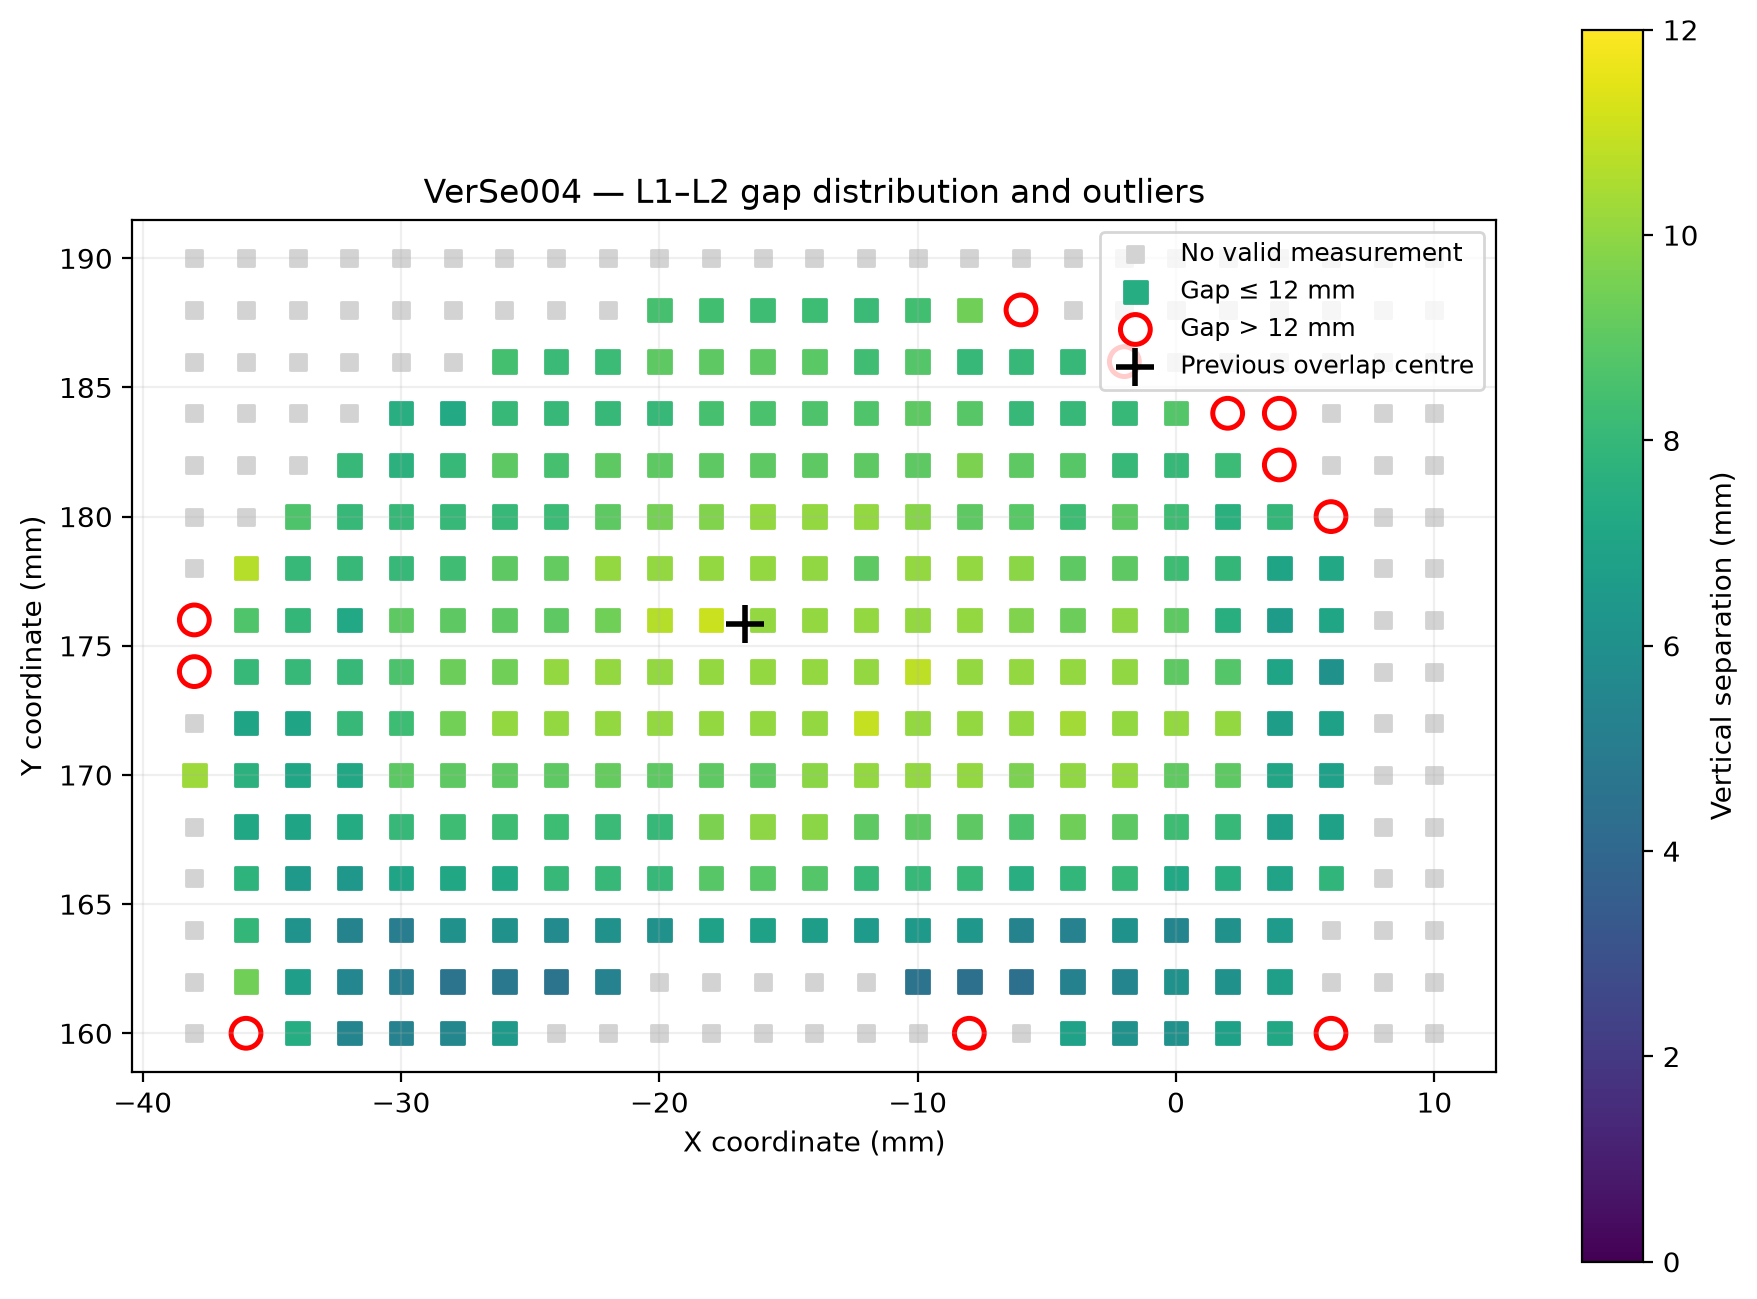 VerSe004 — L1–L2 gap distribution and outliers
No valid measurement
Gap ≤ 12 mm
Gap > 12 mm
Previous overlap centre
Y coordinate (mm)
190
185
180
175
170
165
160
−40
−30
−20
−10
0
10
X coordinate (mm)
12
10
8
6
4
2
0
Vertical separation (mm)